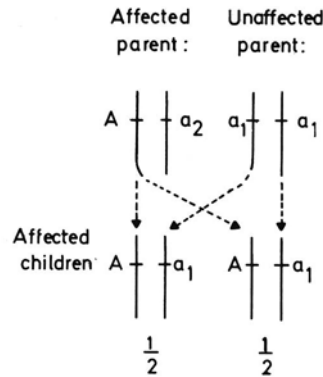 Affected Unaffected
parent: parent:
A a₂ a₁ a₁
Affected
children A a₁ A a₁
1/2 1/2